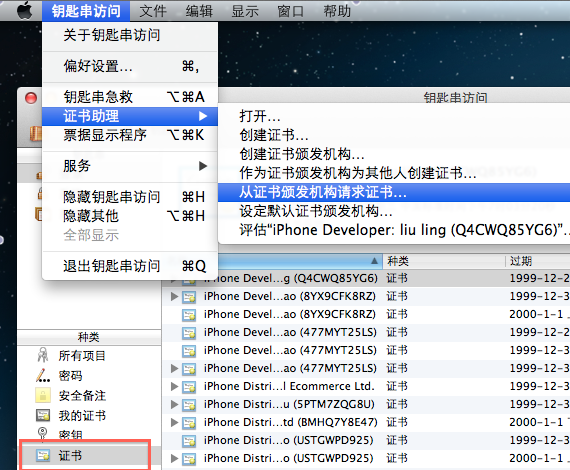 钥匙串访问 文件 编辑 显示 窗口 帮助
关于钥匙串访问
偏好设置… ⌘,
钥匙串急救 ⌥⌘A
证书助理 ▶
票据显示程序 ⌥⌘K
服务 ▶
隐藏钥匙串访问 ⌘H
隐藏其他 ⌥⌘H
全部显示
退出钥匙串访问 ⌘Q
钥匙串访问
打开…
创建证书…
创建证书颁发机构…
作为证书颁发机构为其他人创建证书…
从证书颁发机构请求证书…
设定默认证书颁发机构…
评估“iPhone Developer: liu ling (Q4CWQ85YG6)”…
种类 过期
iPhone Devel…g (Q4CWQ85YG6) 证书 1999-12-2
iPhone Devel…ao (8YX9CFK8RZ) 证书 1999-12-3
iPhone Devel…ao (8YX9CFK8RZ) 证书 2000-1-1
iPhone Devel…ao (477MYT25LS) 证书 1999-12-3
iPhone Devel…ao (477MYT25LS) 证书 1999-12-3
iPhone Devel…ao (477MYT25LS) 证书 1999-12-3
iPhone Distri…l Ecommerce Ltd. 证书 1999-12-3
iPhone Distri…u (5PTM7ZQG8U) 证书 1999-12-3
iPhone Distri…td (BMHQ7Y8E47) 证书 2000-1-1
iPhone Distri…o (USTGWPD925) 证书 1999-12-3
iPhone Distri…o (USTGWPD925) 证书 1999-12-3
种类
所有项目
密码
安全备注
我的证书
密钥
证书